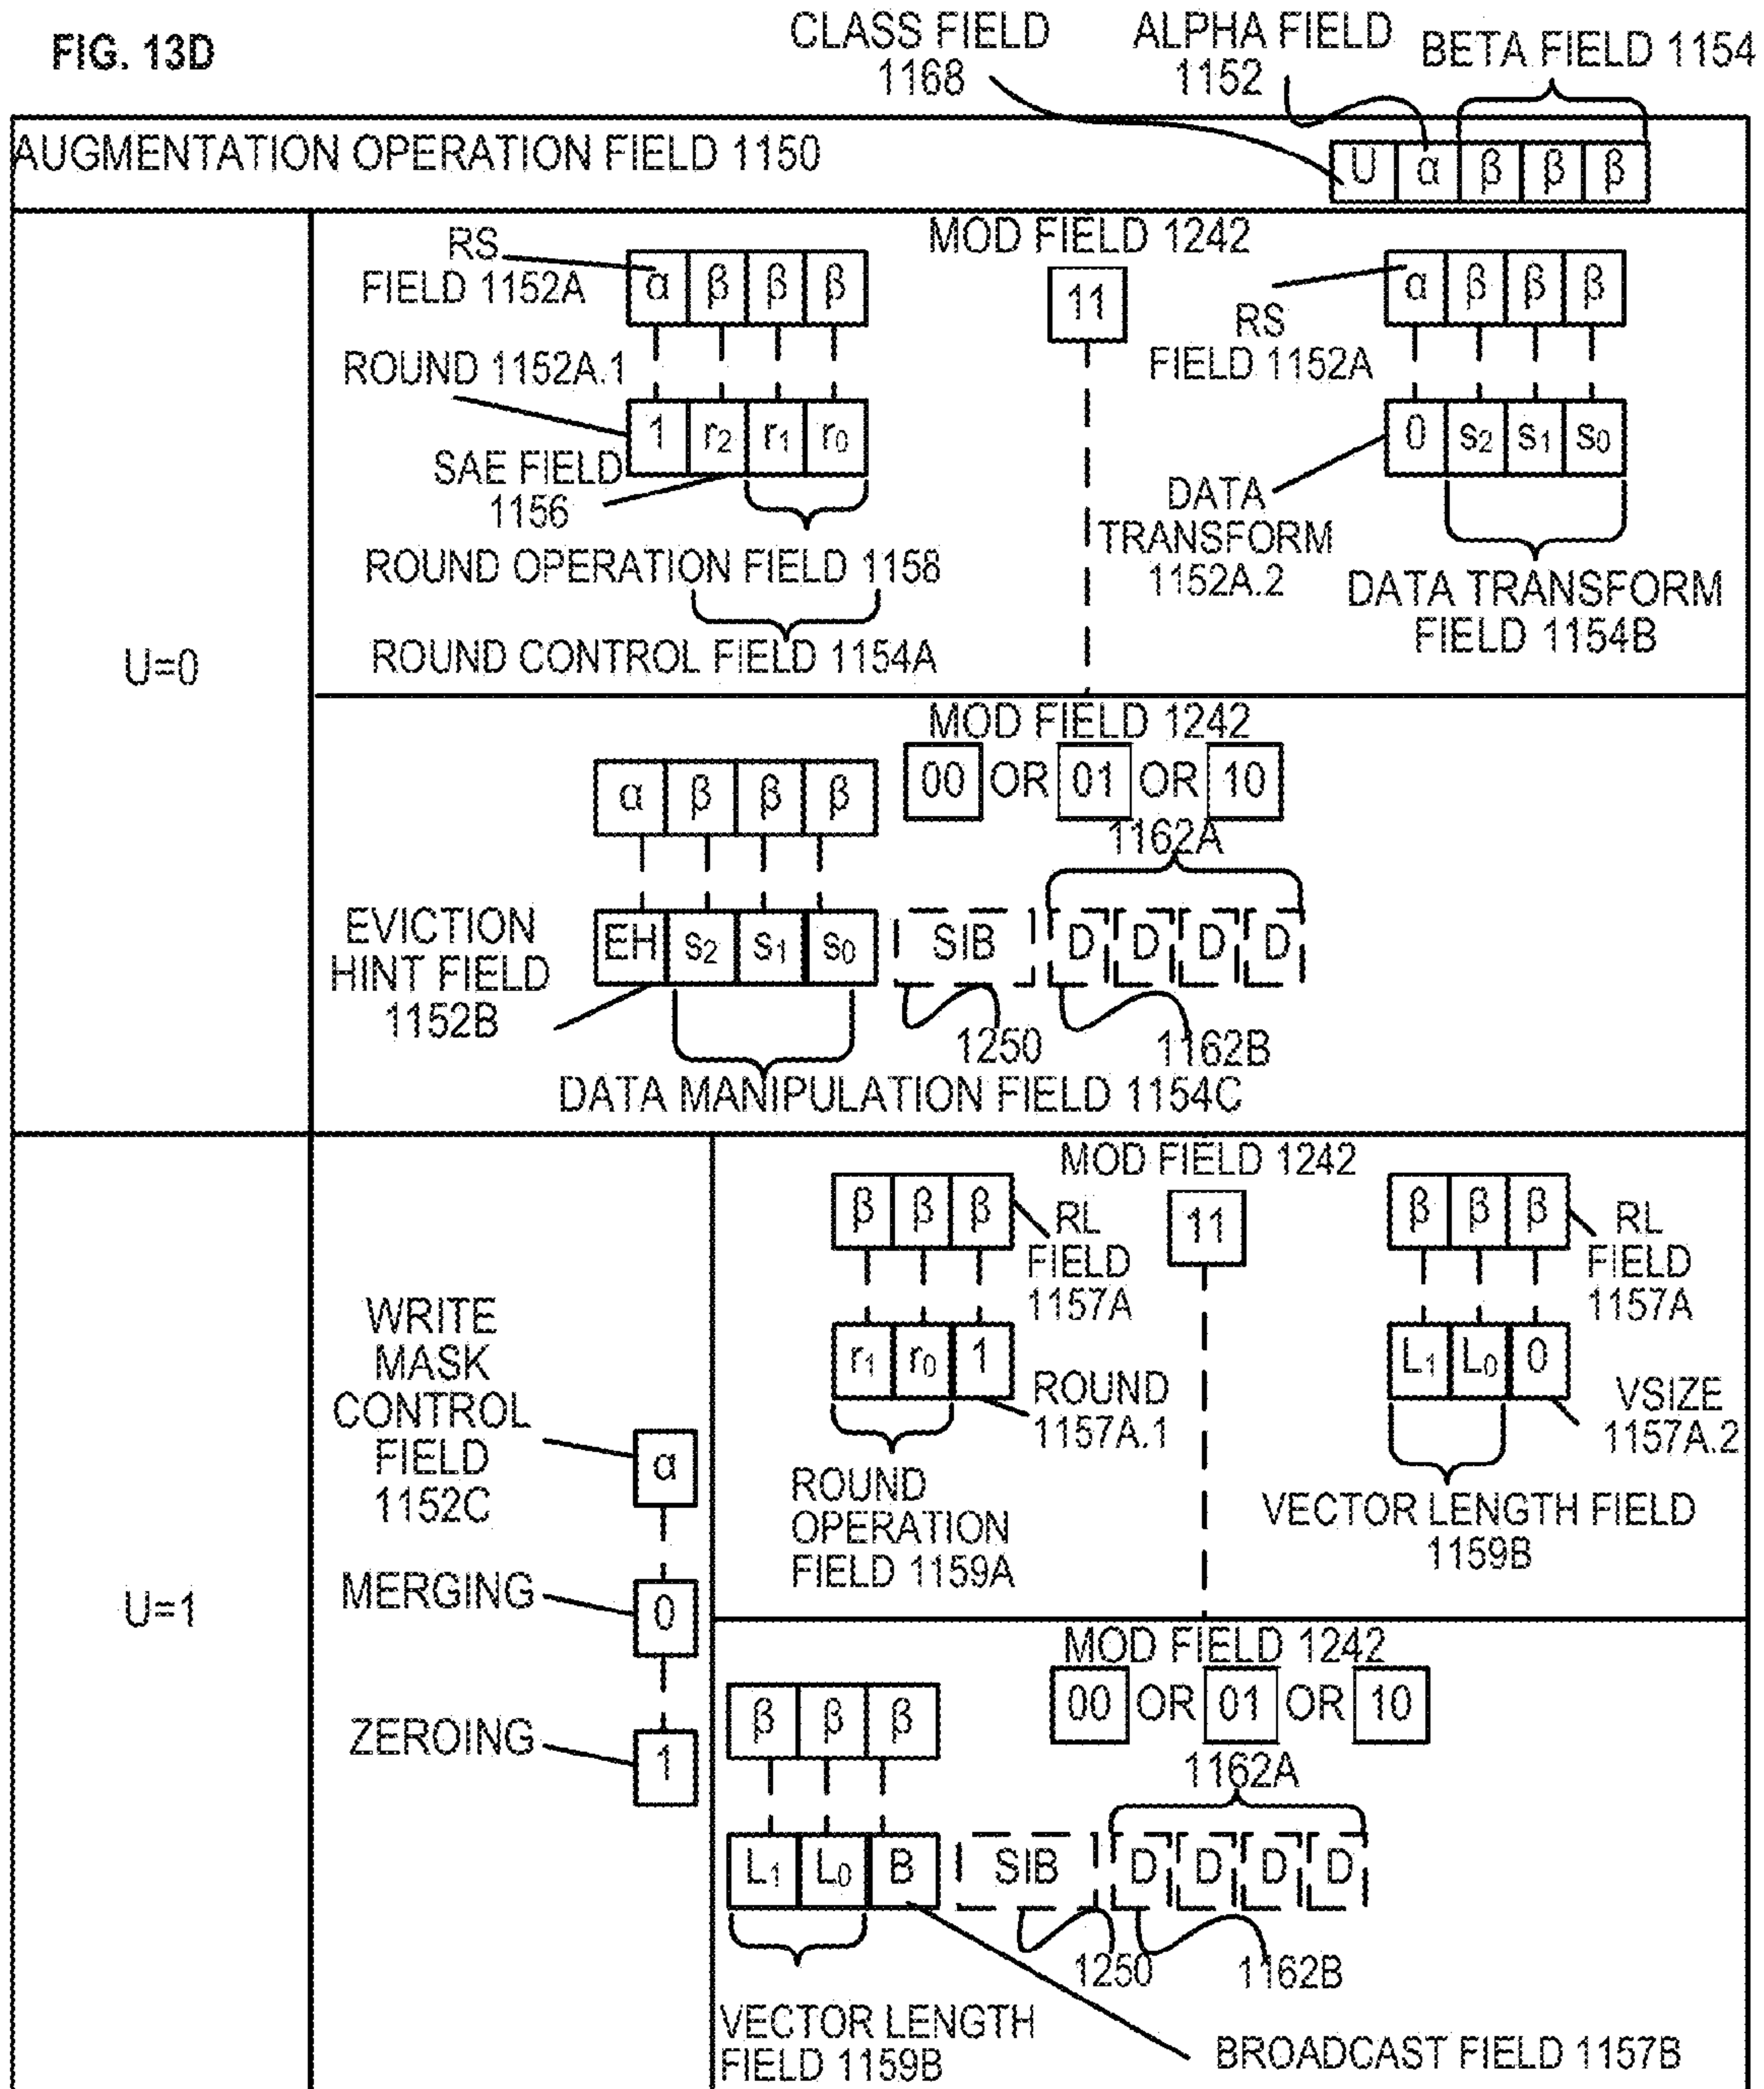 FIG. 13D
CLASS FIELD
1168
ALPHA FIELD
1152
BETA FIELD 1154
AUGMENTATION OPERATION FIELD 1150
U α β β β
U=0
MOD FIELD 1242
11
RS
FIELD 1152A
α β β β
ROUND 1152A.1
1 r2 r1 r0
SAE FIELD
1156
ROUND OPERATION FIELD 1158
ROUND CONTROL FIELD 1154A
α β β β
RS
FIELD 1152A
0 s2 s1 s0
DATA
TRANSFORM
1152A.2
DATA TRANSFORM
FIELD 1154B
MOD FIELD 1242
00 OR 01 OR 10
α β β β
1162A
EVICTION
HINT FIELD
1152B
EH s2 s1 s0 SIB D D D D
1250
1162B
DATA MANIPULATION FIELD 1154C
U=1
WRITE
MASK
CONTROL
FIELD
1152C
α
MERGING
0
ZEROING
1
MOD FIELD 1242
11
β β β
RL
FIELD
1157A
r1 r0 1
ROUND
1157A.1
ROUND
OPERATION
FIELD 1159A
β β β
RL
FIELD
1157A
L1 L0 0
VSIZE
1157A.2
VECTOR LENGTH FIELD
1159B
MOD FIELD 1242
00 OR 01 OR 10
β β β
1162A
L1 L0 B SIB D D D D
1250
1162B
VECTOR LENGTH
FIELD 1159B
BROADCAST FIELD 1157B